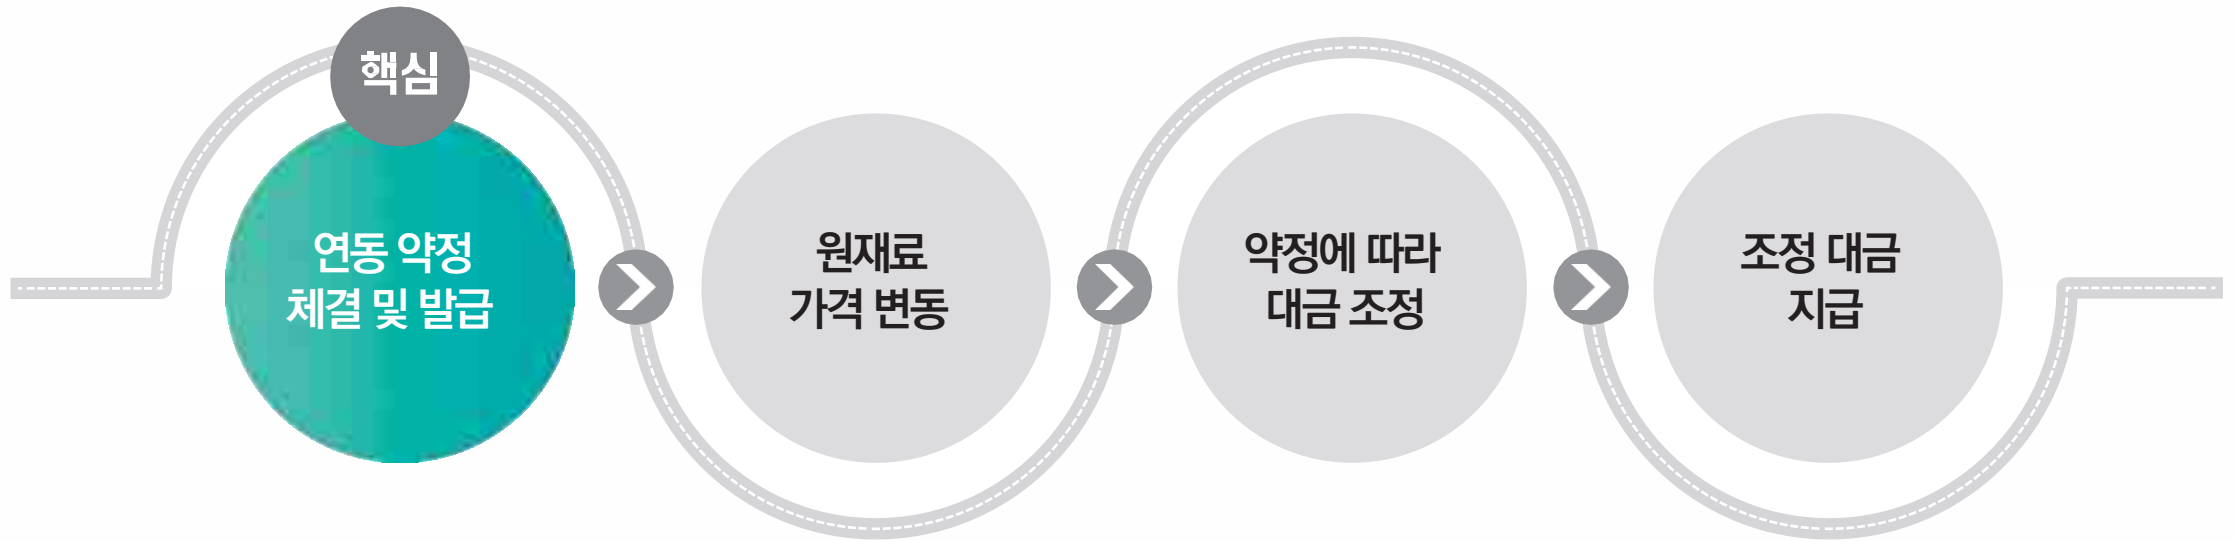 핵심
연동 약정
체결 및 발급
원재료
가격 변동
약정에 따라
대금 조정
조정 대금
지급